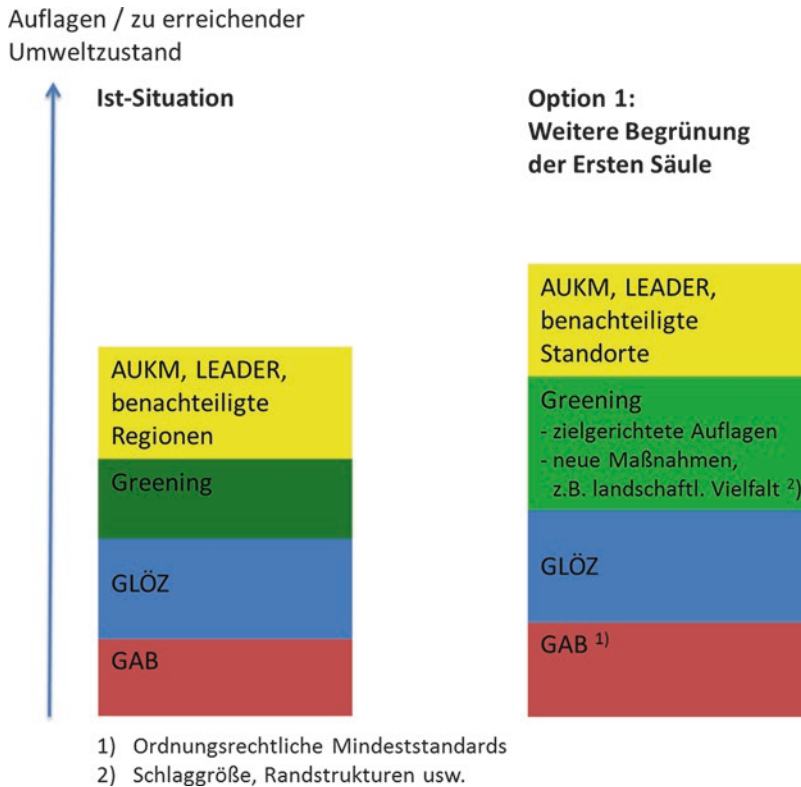 Auflagen / zu erreichender
Umweltzustand
Ist-Situation
AUKM, LEADER,
benachteiligte
Regionen
Greening
GLÖZ
GAB
Option 1:
Weitere Begrünung
der Ersten Säule
AUKM, LEADER,
benachteiligte
Standorte
Greening
- zielgerichtete Auflagen
- neue Maßnahmen,
z.B. landschaftl. Vielfalt ²)
GLÖZ
GAB ¹)
1) Ordnungsrechtliche Mindeststandards
2) Schlaggröße, Randstrukturen usw.